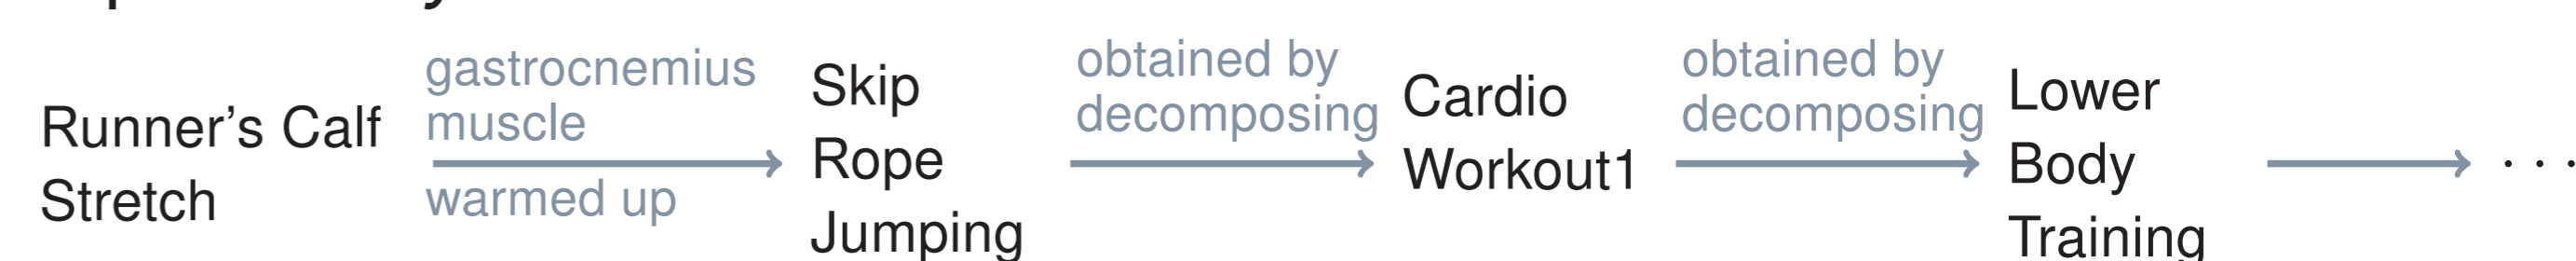 Runner's Calf
Stretch
gastrocnemius
muscle
warmed up
Skip
Rope
Jumping
obtained by
decomposing
Cardio
Workout1
obtained by
decomposing
Lower
Body
Training
...